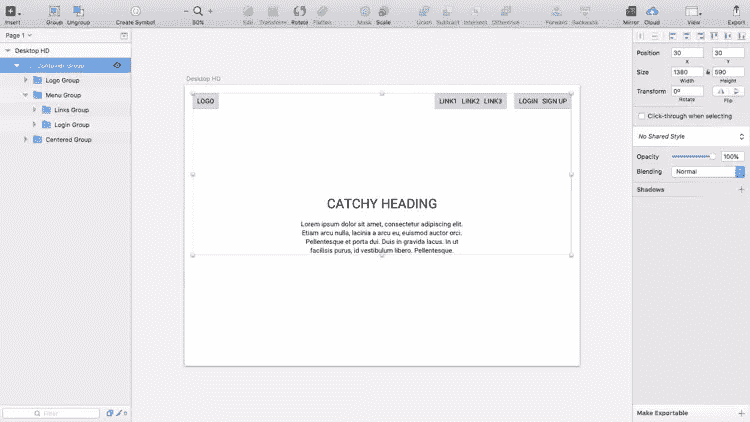 Insert Group Ungroup Create Symbol 80% Edit Transform Rotate Flatten Mask Scale Union Subtract Intersect Difference Forward Backward Mirror Cloud View Export
Page 1
Desktop HD
Group
Logo Group
Menu Group
Links Group
Login Group
Centered Group
Filter
6
Desktop HD
LOGO LINK1 LINK2 LINK3 LOGIN SIGN UP
CATCHY HEADING
Lorem ipsum dolor sit amet, consectetur adipiscing elit.
Etiam arcu nulla, lacinia a arcu eu, euismod auctor orci.
Pellentesque et porta dui. Duis in gravida lacus. In ut
facilisis purus, id vestibulum libero. Pellentesque.
Position 30 30
X Y
Size 1380 & 590
Width Height
Transform 0°
Rotate Flip
Click-through when selecting
No Shared Style
Opacity 100%
Blending Normal
Shadows +
Make Exportable +